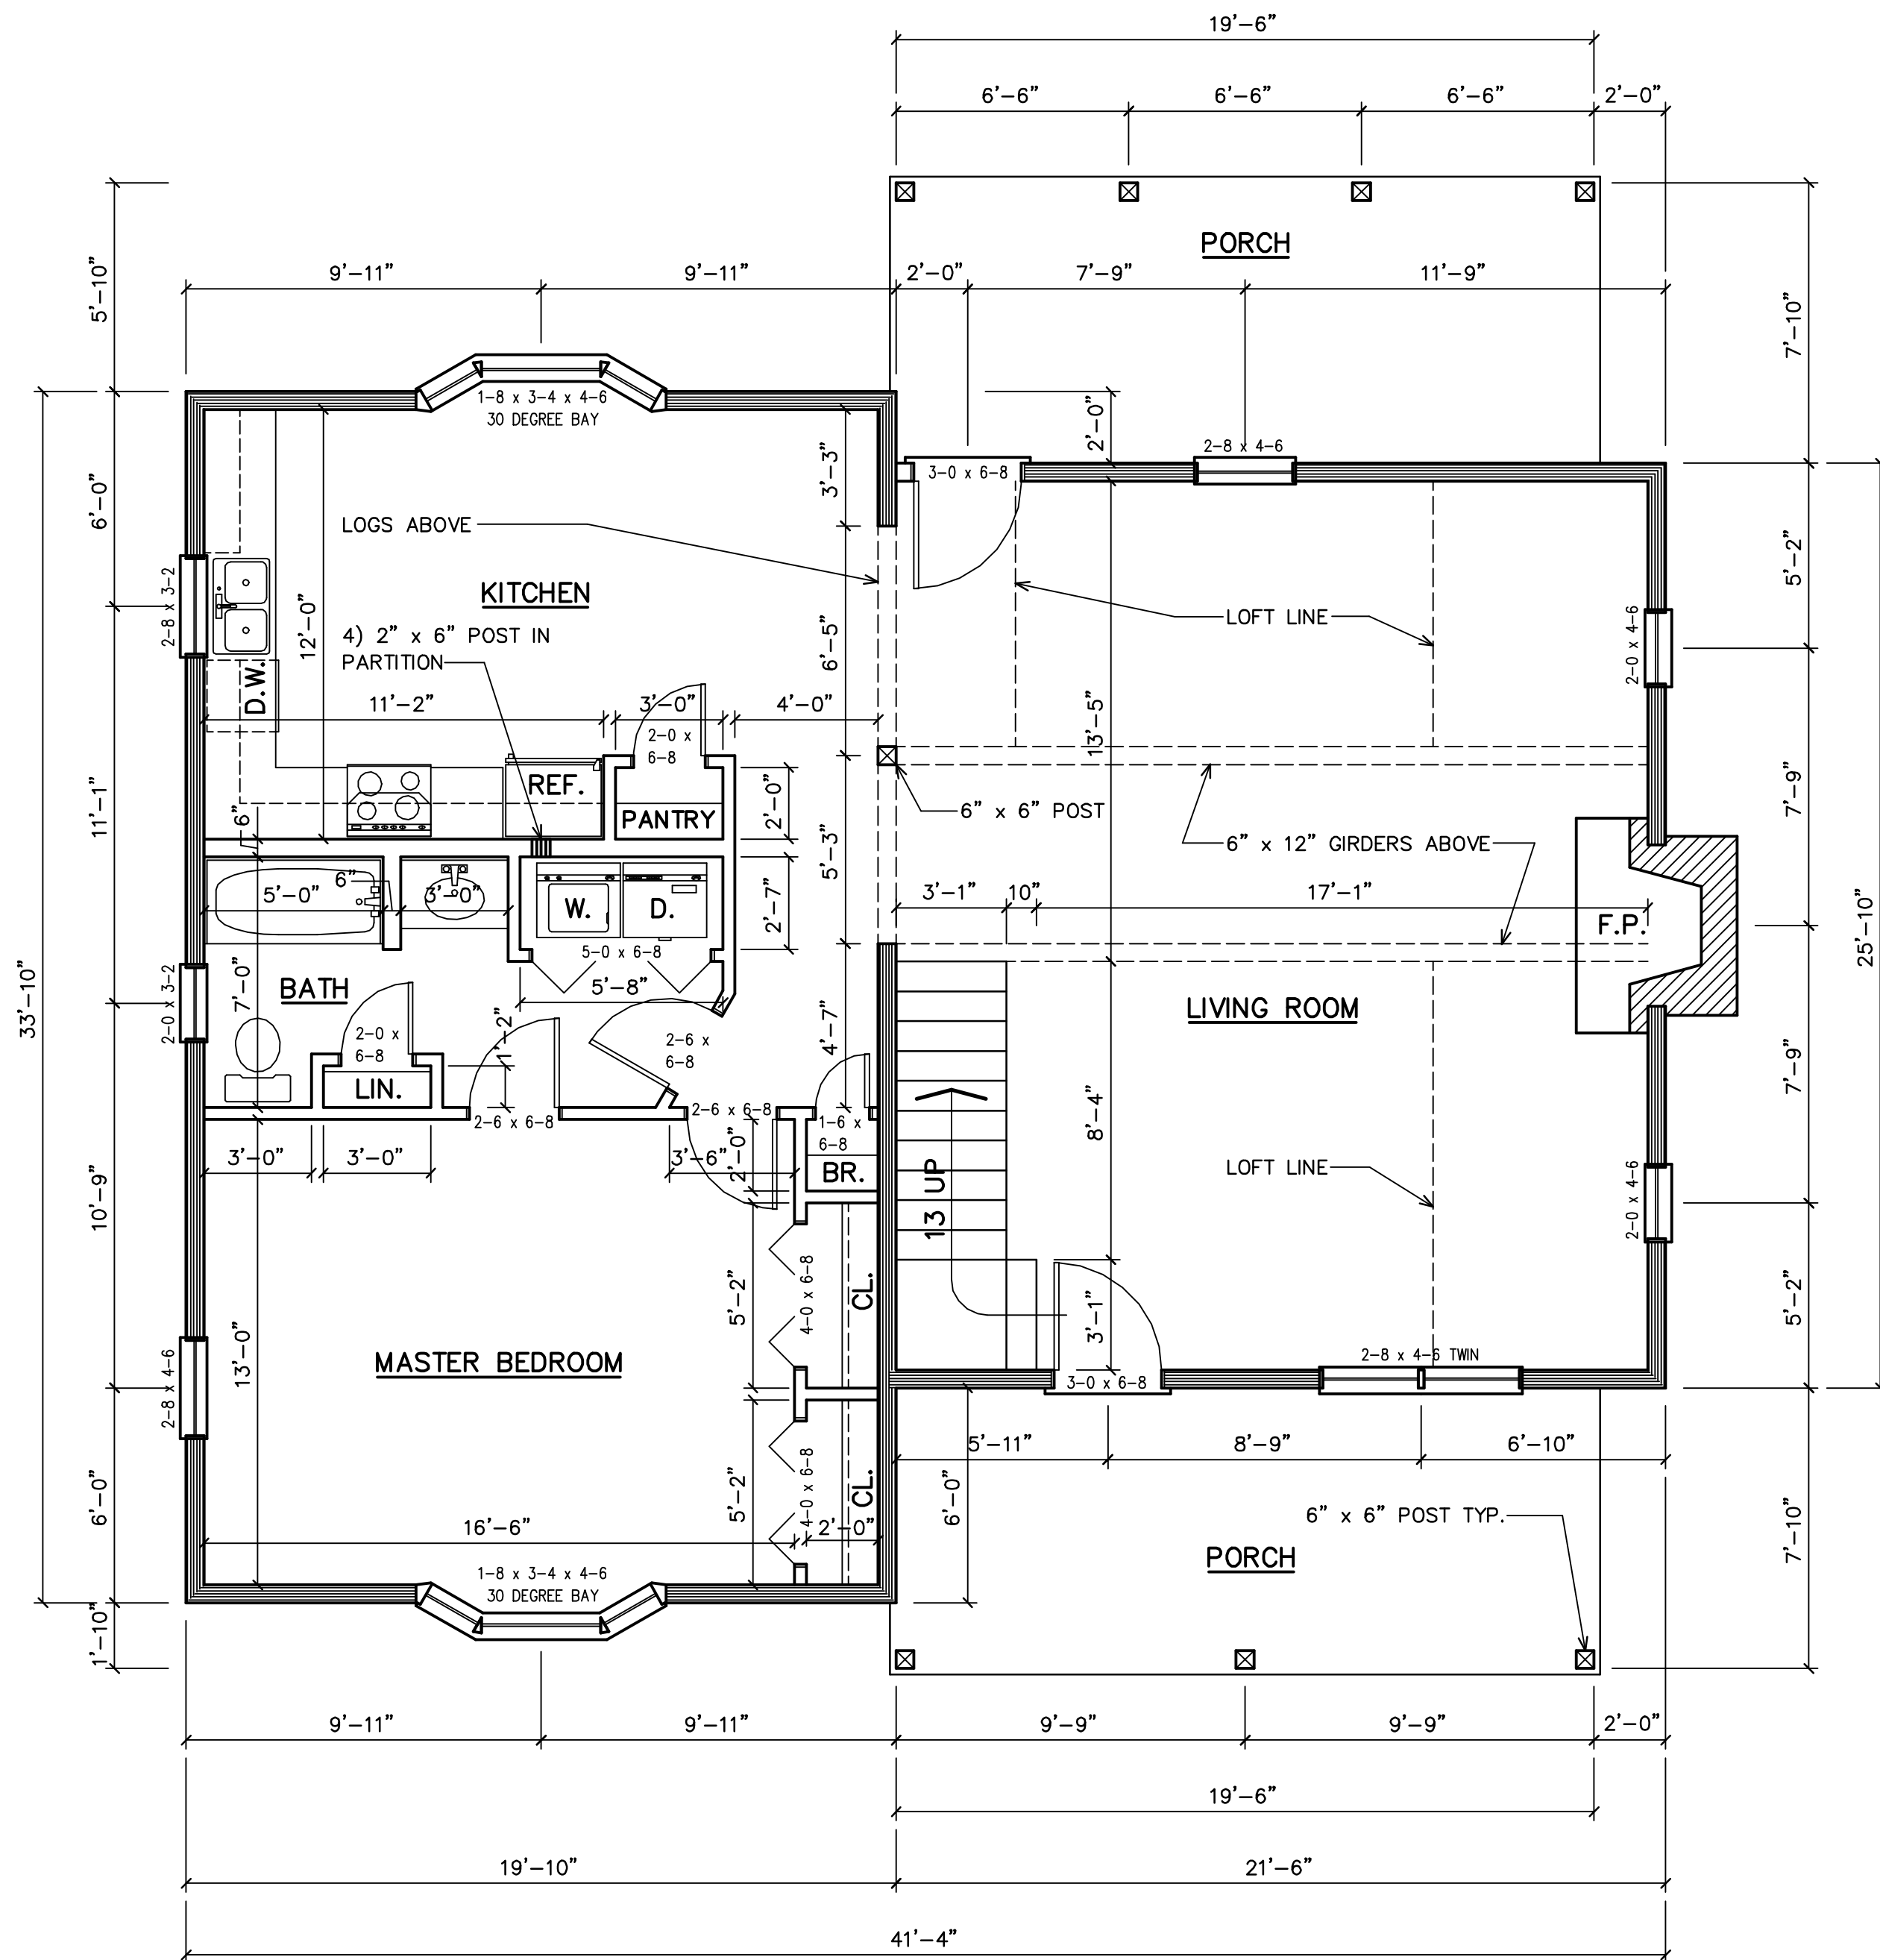 19'-6"
6'-6" 6'-6" 6'-6" 2'-0"
PORCH
9'-11" 9'-11" 2'-0" 7'-9" 11'-9"
5'-10"
7'-10"
1-8 x 3-4 x 4-6
30 DEGREE BAY
2'-0"
3'-3"
2-8 x 4-6
3-0 x 6-8
6'-0"
LOGS ABOVE
5'-2"
2-8 x 3-2
KITCHEN
12'-0"
LOFT LINE
2-0 x 4-6
4) 2" x 6" POST IN
PARTITION
6'-5"
D.W.
11'-2" 3'-0" 4'-0"
13'-5"
2-0 x
6-8
REF.
PANTRY
2'-0"
6" x 6" POST
6" x 12" GIRDERS ABOVE
7'-9"
11'-1"
6"
5'-0" 6" 3'-0"
W. D.
2'-7"
5'-3"
3'-1" 10" 17'-1"
F.P.
25'-10"
33'-10"
5-0 x 6-8
5'-8"
BATH
7'-0"
2-0 x 3-2
2-0 x
6-8
1'-2"
2-6 x
6-8
4'-7"
LIVING ROOM
7'-9"
LIN.
2-6 x 6-8
2-6 x 6-8
1-6 x
6-8
8'-4"
3'-0" 3'-0" 3'-6"
2'-0"
BR.
13 UP
LOFT LINE
2-0 x 4-6
10'-9"
5'-2"
4-0 x 6-8
CL.
3'-1"
5'-2"
13'-0"
MASTER BEDROOM
2-8 x 4-6
2-8 x 4-6 TWIN
3-0 x 6-8
5'-11" 8'-9" 6'-10"
6'-0"
5'-2"
4-0 x 6-8
CL.
6'-0"
16'-6" 2'-0"
6" x 6" POST TYP.
7'-10"
1-8 x 3-4 x 4-6
30 DEGREE BAY
PORCH
1'-10"
9'-11" 9'-11" 9'-9" 9'-9" 2'-0"
19'-6"
19'-10" 21'-6"
41'-4"